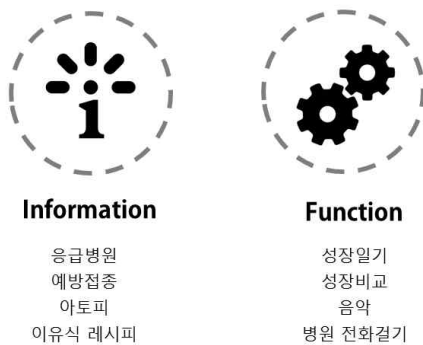 Information
응급병원
예방접종
아토피
이유식 레시피
Function
성장일기
성장비교
음악
병원 전화걸기